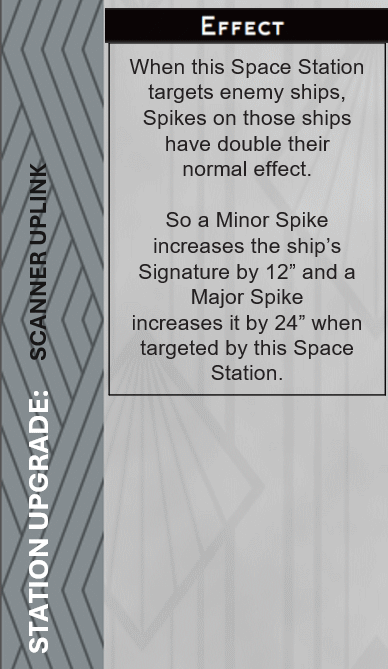 STATION UPGRADE: SCANNER UPLINK
EFFECT
When this Space Station
targets enemy ships,
Spikes on those ships
have double their
normal effect.
So a Minor Spike
increases the ship’s
Signature by 12” and a
Major Spike
increases it by 24” when
targeted by this Space
Station.